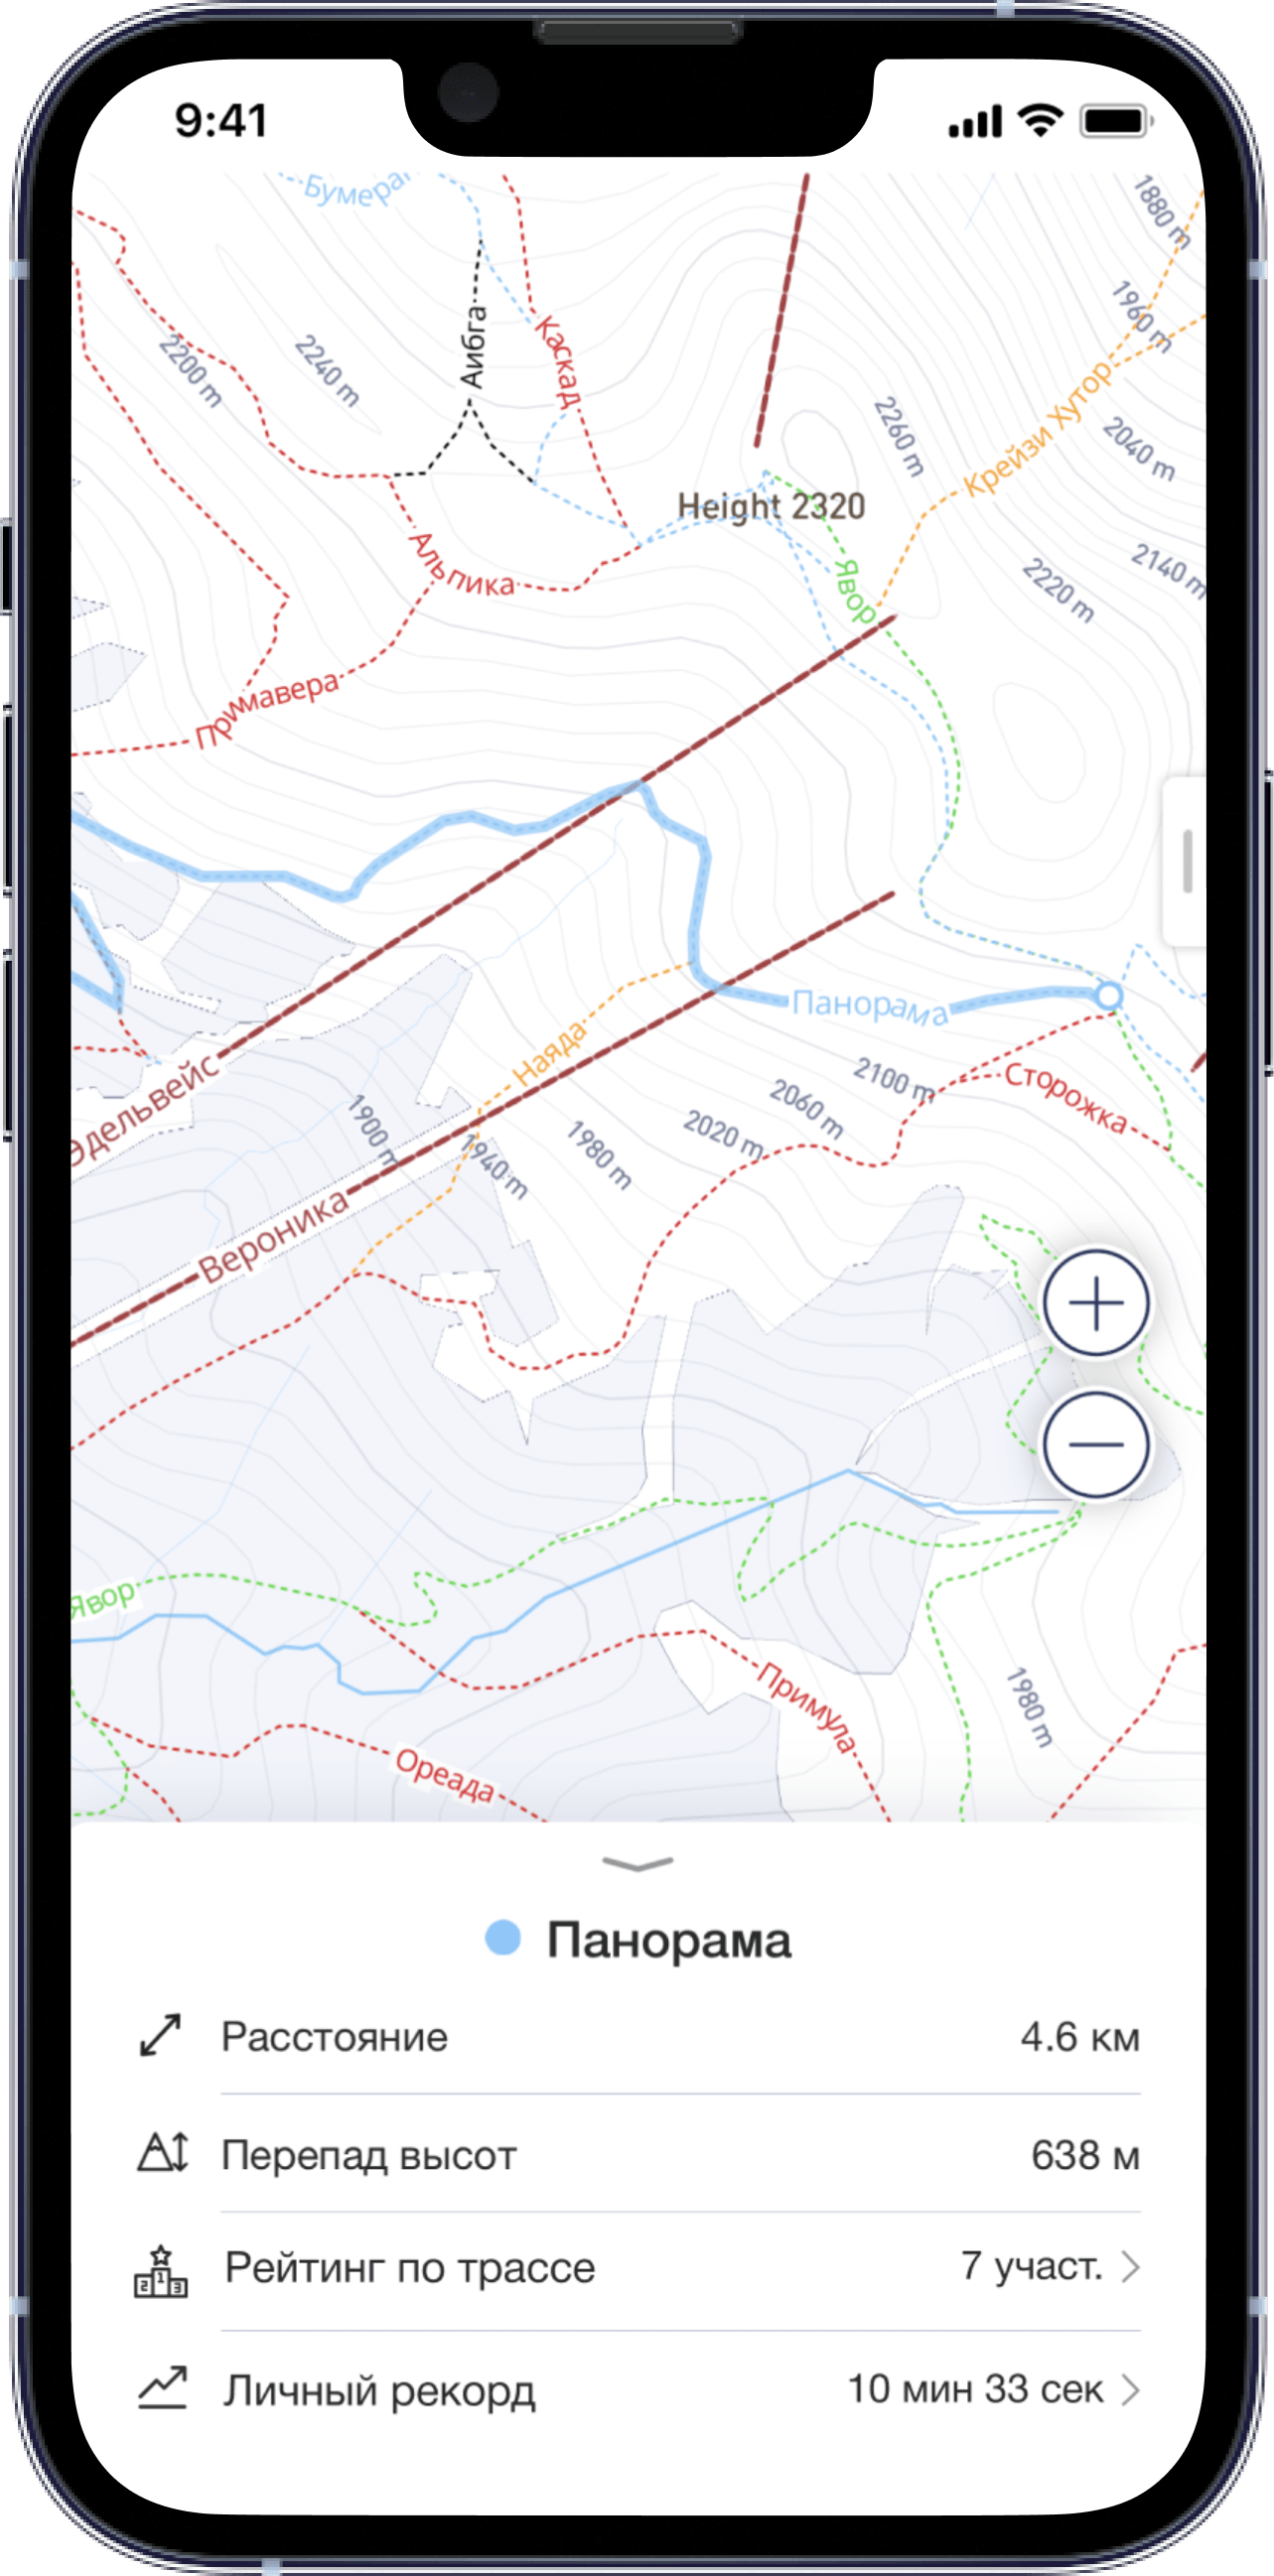 9:41
Бумеран
1880 m
1960 m
Аибга
Каскад
2200 m
2240 m
2260 m
Крейзи Хутор
2040 m
Height 2320
2140 m
Альпика
Явор
2220 m
Примавера
Панорама
Наяда
Эдельвейс
2100 m
Сторожка
2060 m
1900 m
2020 m
1940 m
1980 m
Вероника
Явор
Примула
1980 m
Ореада
Панорама
Расстояние 4.6 км
Перепад высот 638 м
Рейтинг по трассе 7 участ.
Личный рекорд 10 мин 33 сек